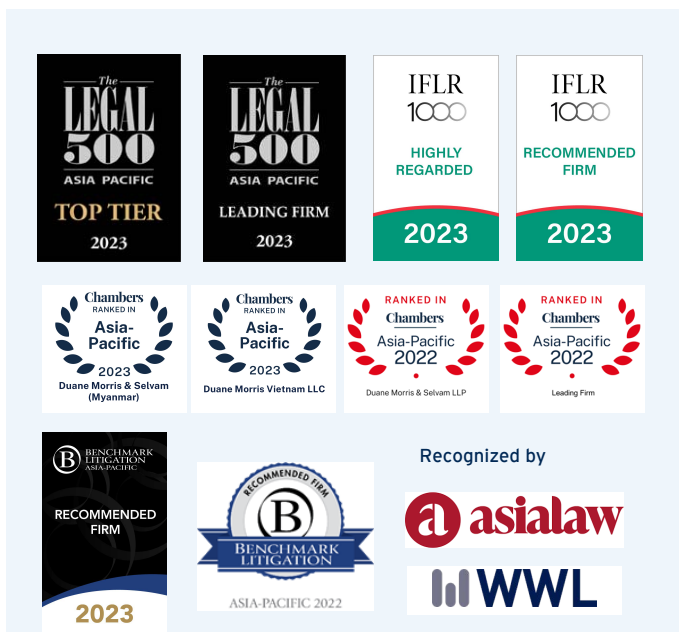 The
LEGAL
500
ASIA PACIFIC
TOP TIER
2023
The
LEGAL
500
ASIA PACIFIC
LEADING FIRM
2023
IFLR
1000
HIGHLY
REGARDED
2023
IFLR
1000
RECOMMENDED
FIRM
2023
Chambers
RANKED IN
Asia-
Pacific
2023
Duane Morris & Selvam
(Myanmar)
Chambers
RANKED IN
Asia-
Pacific
2023
Duane Morris Vietnam LLC
RANKED IN
Chambers
Asia-Pacific
2022
Duane Morris & Selvam LLP
RANKED IN
Chambers
Asia-Pacific
2022
Leading Firm
B
BENCHMARK
LITIGATION
ASIA-PACIFIC
RECOMMENDED
FIRM
2023
RECOMMENDED FIRM
B
BENCHMARK
LITIGATION
ASIA-PACIFIC 2022
Recognized by
a asialaw
WWL